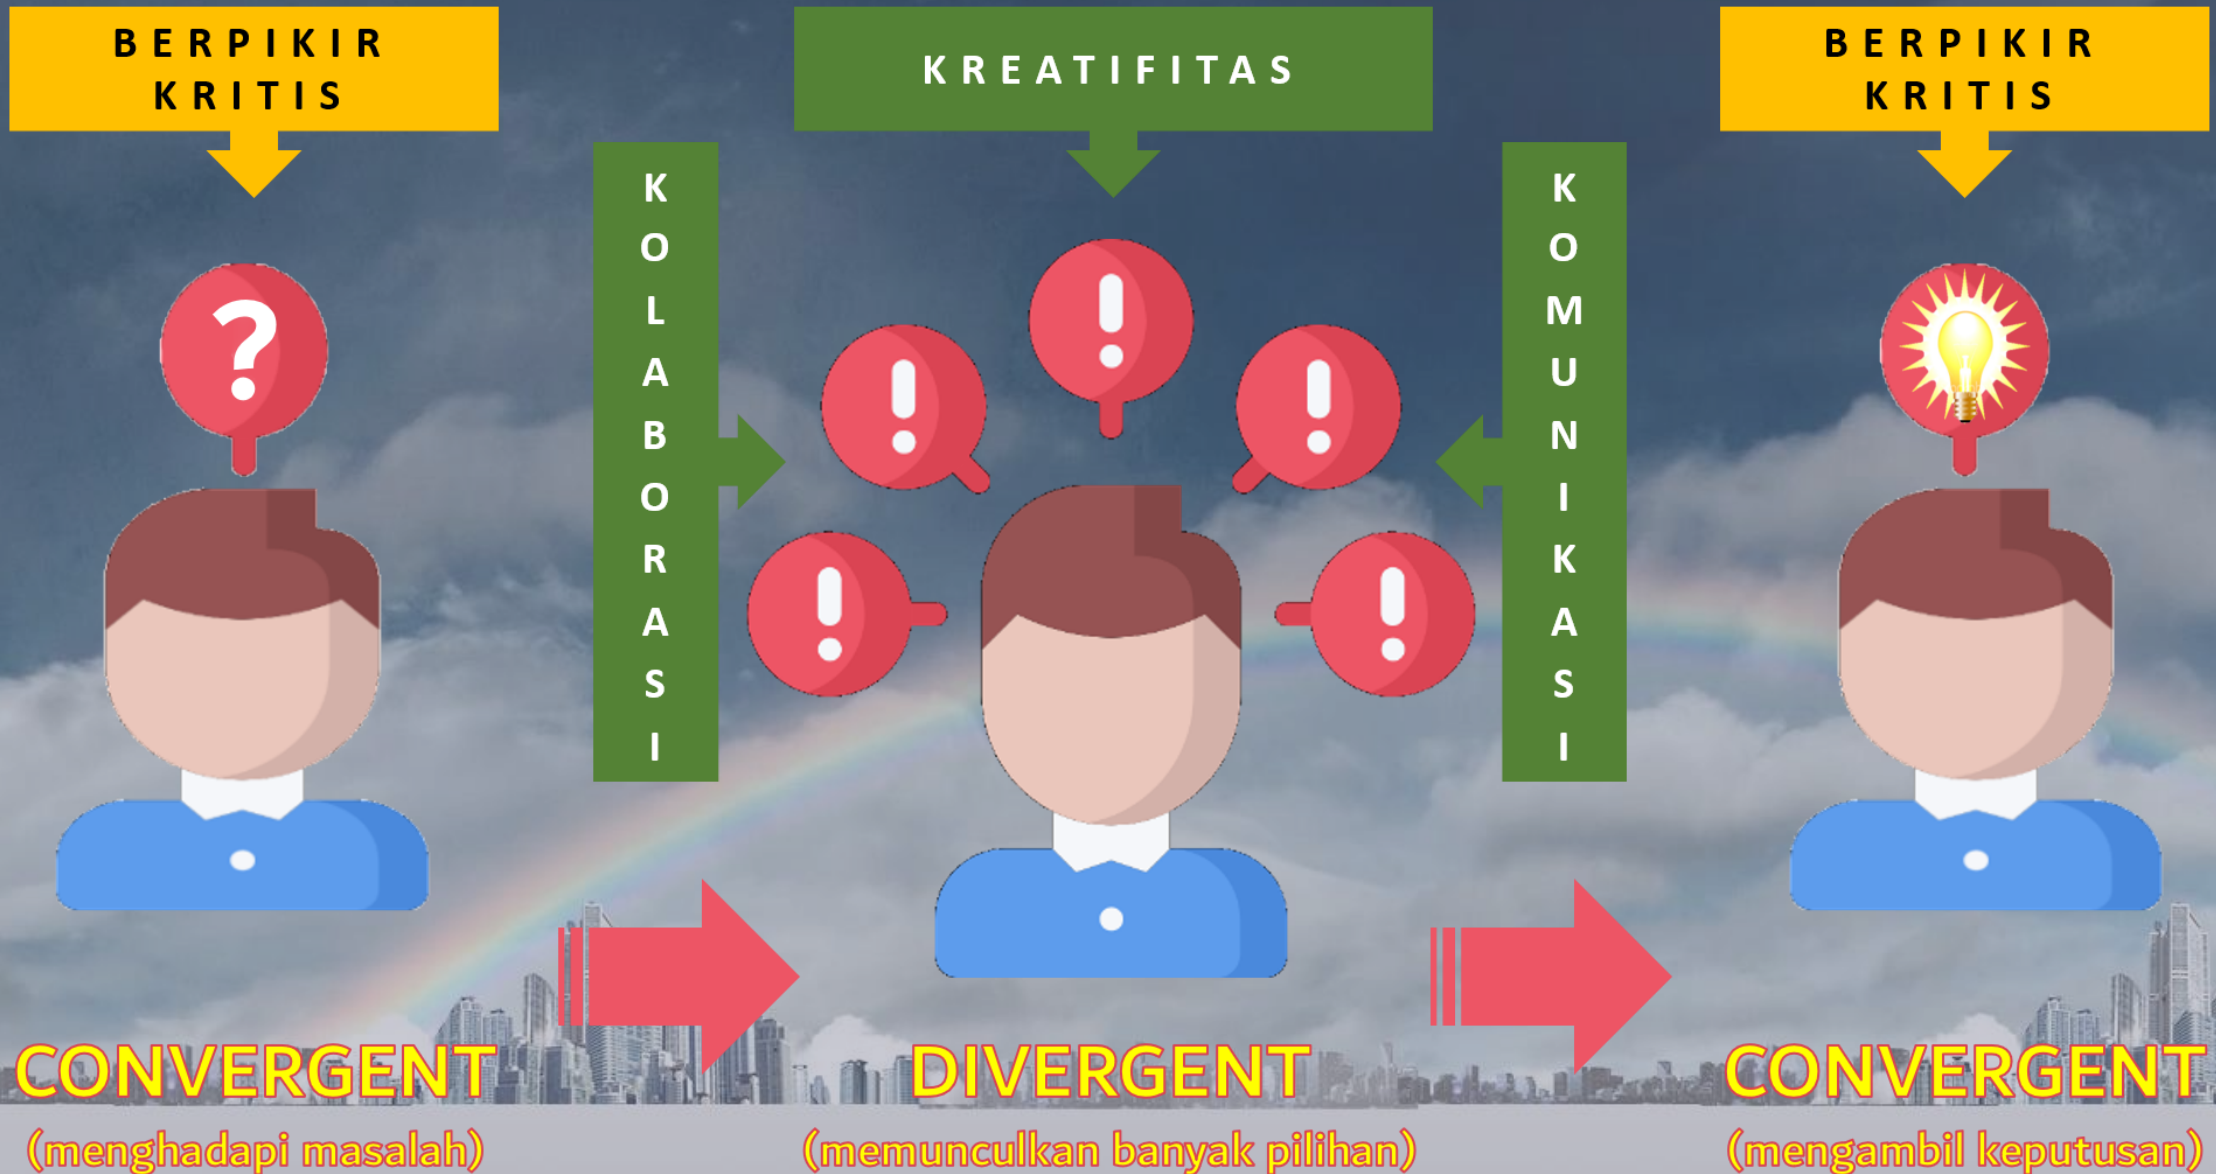 BERPIKIR
KRITIS
KREATIFITAS
BERPIKIR
KRITIS
?
KOLABORASI
!
!
!
!
!
KOMUNIKASI
CONVERGENT
(menghadapi masalah)
DIVERGENT
(memunculkan banyak pilihan)
CONVERGENT
(mengambil keputusan)